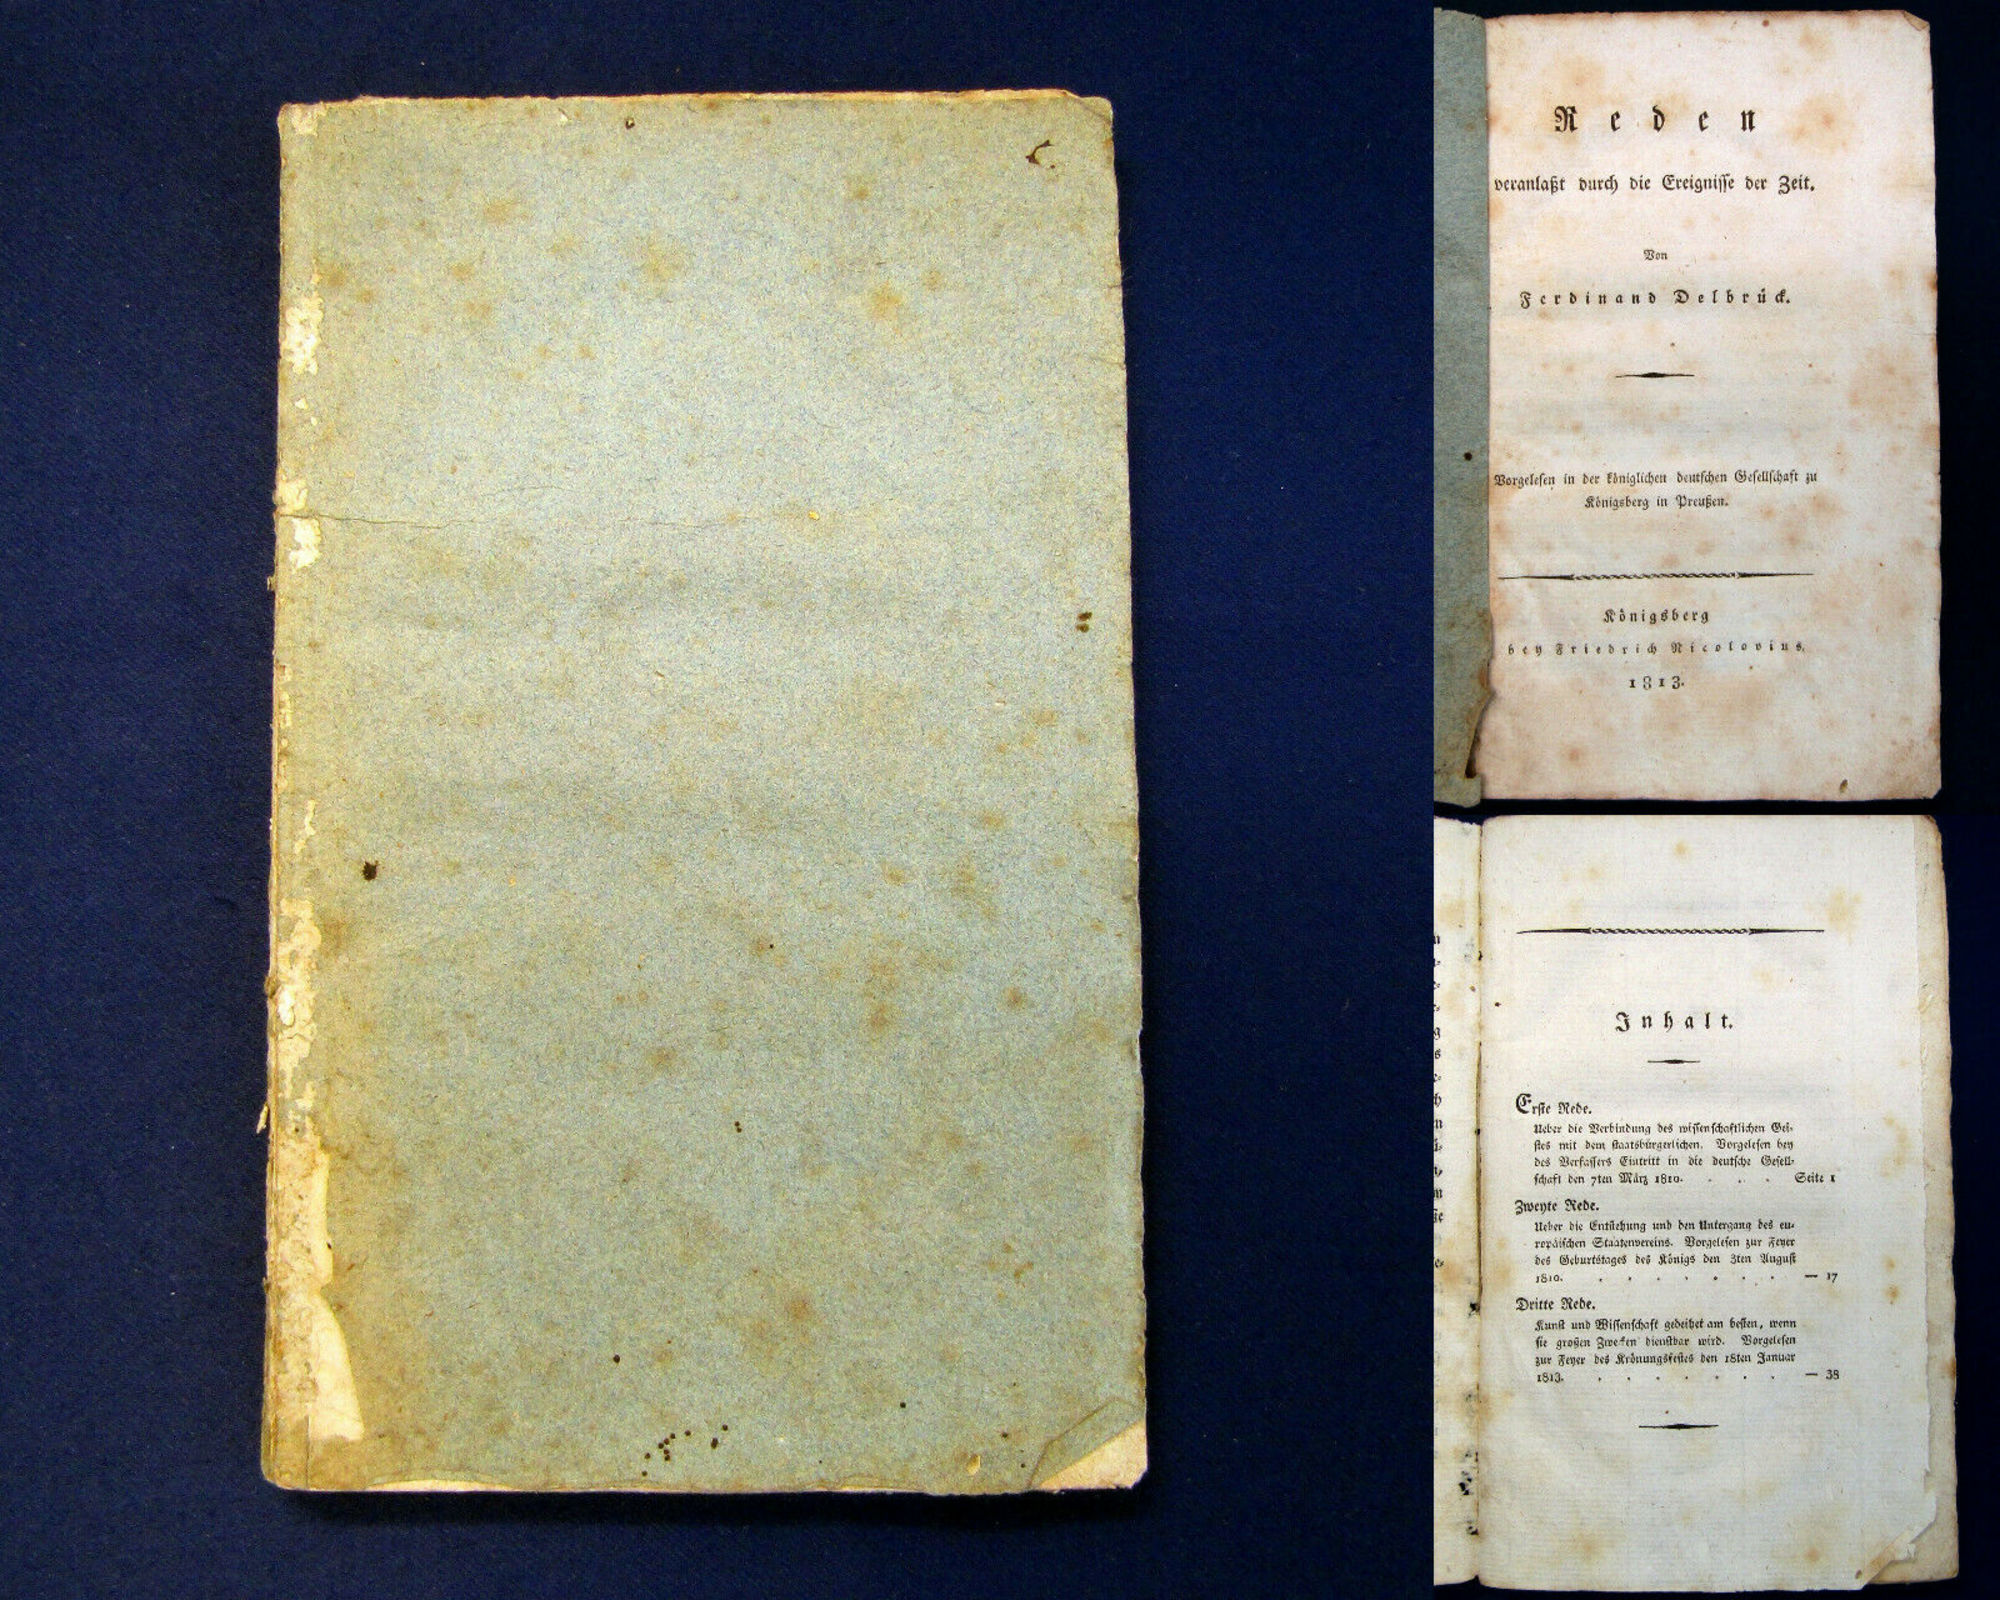 Reden
veranlaßt durch die Ereignisse der Zeit.
Von
Ferdinand Delbrück.
Vorgelesen in der königlichen deutschen Gesellschaft zu
Königsberg in Preußen.
Königsberg
bey Friedrich Nicolovius.
1813.
Inhalt.
Erste Rede.
Ueber die Verbindung des wissenschaftlichen Gei-
stes mit dem staatsbürgerlichen. Vorgelesen bey
des Verfassers Eintritt in die deutsche Gesell-
schaft den 7ten März 1810. . . . Seite 1
Zweyte Rede.
Ueber die Entstehung und den Untergang des eu-
ropäischen Staatenvereins. Vorgelesen zur Feyer
des Geburtstages des Königs den 3ten August
1810. . . . . . . . — 17
Dritte Rede.
Kunst und Wissenschaft gedeihet am besten, wenn
sie großen Zwecken dienstbar wird. Vorgelesen
zur Feyer des Krönungsfestes den 18ten Januar
1813. . . . . . . . — 38